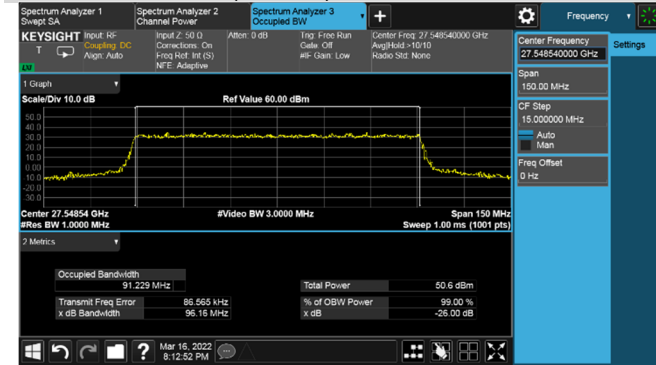 Spectrum Analyzer 1
Swept SA
Spectrum Analyzer 2
Channel Power
Spectrum Analyzer 3
Occupied BW
Frequency
KEYSIGHT
Input: RF
Coupling: DC
Align: Auto
Input Z: 50 Ω
Corrections: On
Freq Ref: Int (S)
NFE: Adaptive
Atten: 0 dB
Trig: Free Run
Gate: Off
#IF Gain: Low
Center Freq: 27.548540000 GHz
Avg|Hold:>10/10
Radio Std: None
T
Center Frequency
27.548540000 GHz
Settings
Span
150.00 MHz
CF Step
15.000000 MHz
Auto
Man
Freq Offset
0 Hz
1 Graph
Scale/Div 10.0 dB
Ref Value 60.00 dBm
50.0
40.0
30.0
20.0
10.0
0.00
-10.0
-20.0
-30.0
Center 27.54854 GHz
#Video BW 3.0000 MHz
Span 150 MHz
#Res BW 1.0000 MHz
Sweep 1.00 ms (1001 pts)
2 Metrics
Occupied Bandwidth
91.229 MHz
Total Power
50.6 dBm
Transmit Freq Error
86.565 kHz
% of OBW Power
99.00 %
x dB Bandwidth
96.16 MHz
x dB
-26.00 dB
?
Mar 16, 2022
8:12:52 PM